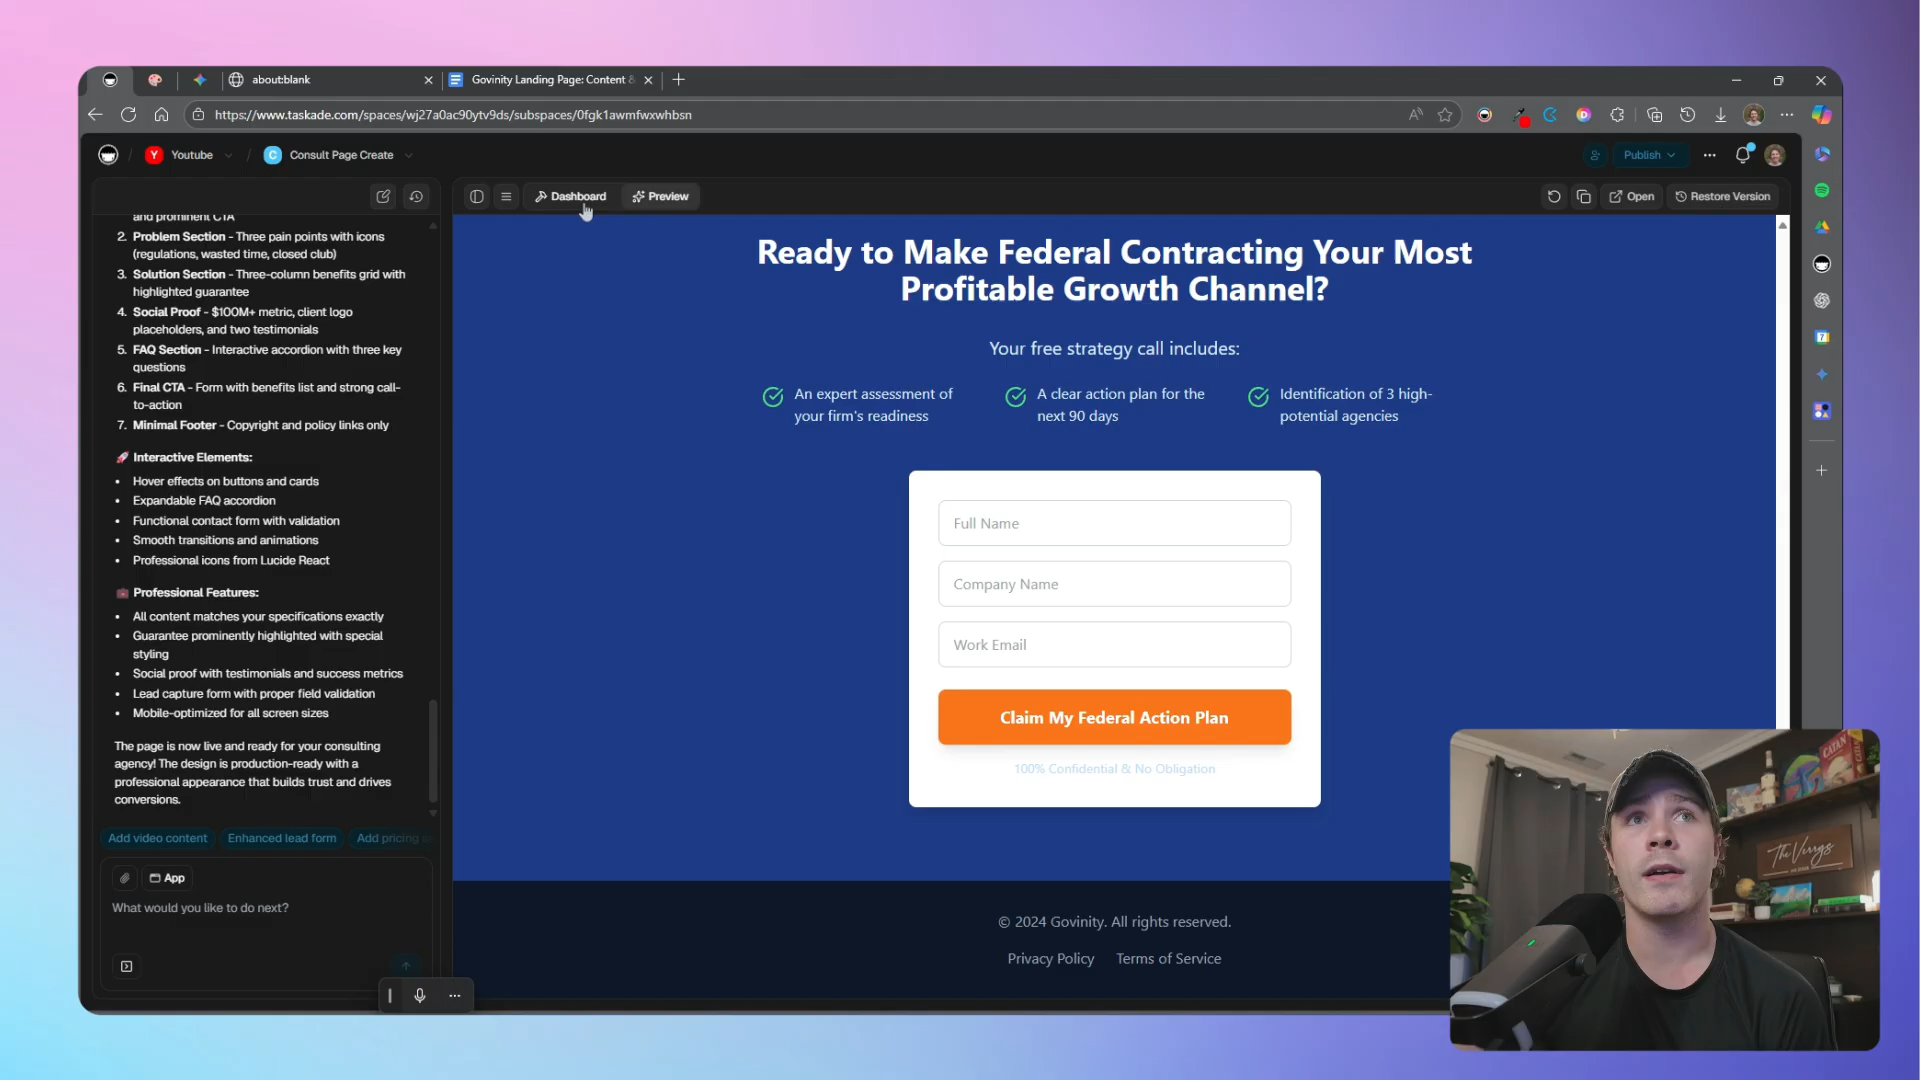 about:blank
Govinity Landing Page: Content &
https://www.taskade.com/spaces/wj27a0ac90ytv9ds/subspaces/0fgk1awmfwxwhbsn
Y Youtube / C Consult Page Create
Publish
Dashboard
Preview
Open
Restore Version
and prominent CTA
2. Problem Section - Three pain points with icons
(regulations, wasted time, closed club)
3. Solution Section - Three-column benefits grid with
highlighted guarantee
4. Social Proof - $100M+ metric, client logo
placeholders, and two testimonials
5. FAQ Section - Interactive accordion with three key
questions
6. Final CTA - Form with benefits list and strong call-
to-action
7. Minimal Footer - Copyright and policy links only
🚀 Interactive Elements:
• Hover effects on buttons and cards
• Expandable FAQ accordion
• Functional contact form with validation
• Smooth transitions and animations
• Professional icons from Lucide React
💼 Professional Features:
• All content matches your specifications exactly
• Guarantee prominently highlighted with special
styling
• Social proof with testimonials and success metrics
• Lead capture form with proper field validation
• Mobile-optimized for all screen sizes
The page is now live and ready for your consulting
agency! The design is production-ready with a
professional appearance that builds trust and drives
conversions.
Add video content
Enhanced lead form
Add pricing
App
What would you like to do next?
Ready to Make Federal Contracting Your Most
Profitable Growth Channel?
Your free strategy call includes:
An expert assessment of
your firm's readiness
A clear action plan for the
next 90 days
Identification of 3 high-
potential agencies
Full Name
Company Name
Work Email
Claim My Federal Action Plan
100% Confidential & No Obligation
© 2024 Govinity. All rights reserved.
Privacy Policy
Terms of Service
CATAN
The Verrys